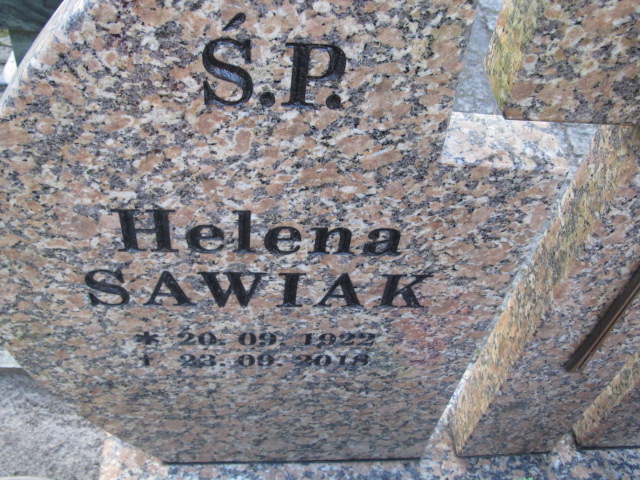 Ś.P.
Helena
SAWIAK
* 20. 09. 1922
† 23. 09. 2018